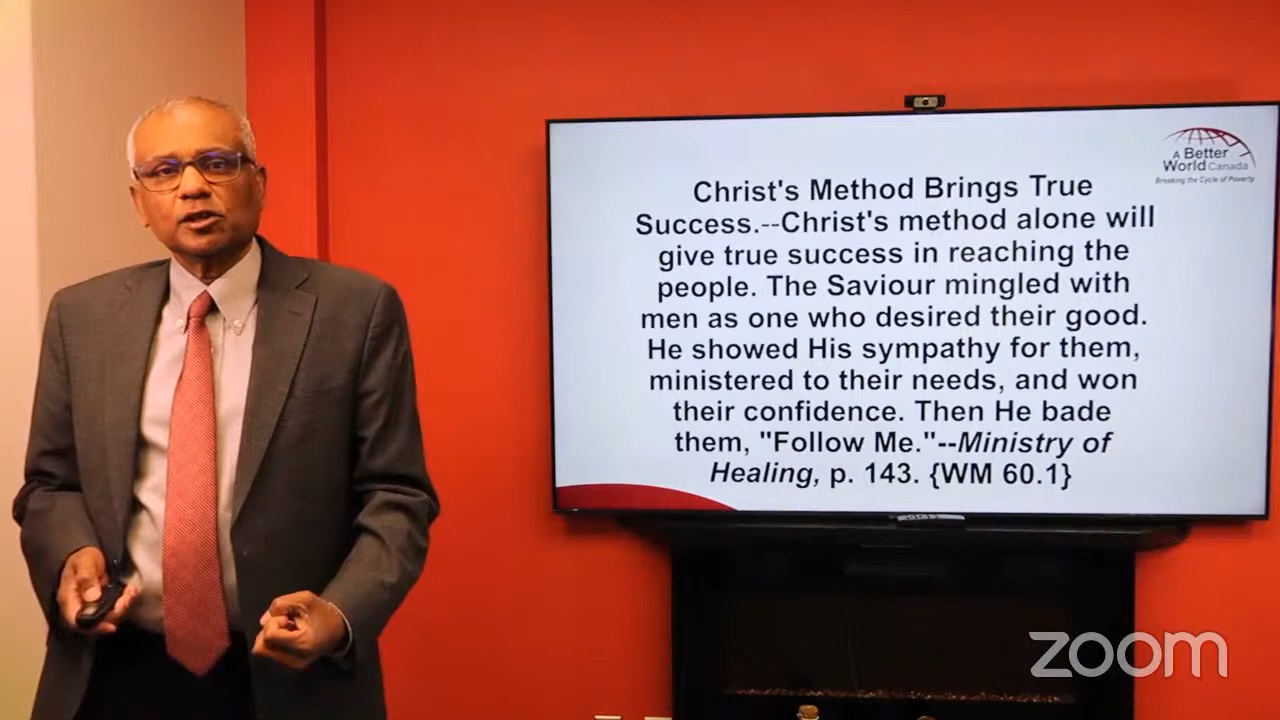 A Better
World Canada
Breaking the Cycle of Poverty
Christ's Method Brings True
Success.--Christ's method alone will
give true success in reaching the
people. The Saviour mingled with
men as one who desired their good.
He showed His sympathy for them,
ministered to their needs, and won
their confidence. Then He bade
them, "Follow Me."--Ministry of
Healing, p. 143. {WM 60.1}
zoom